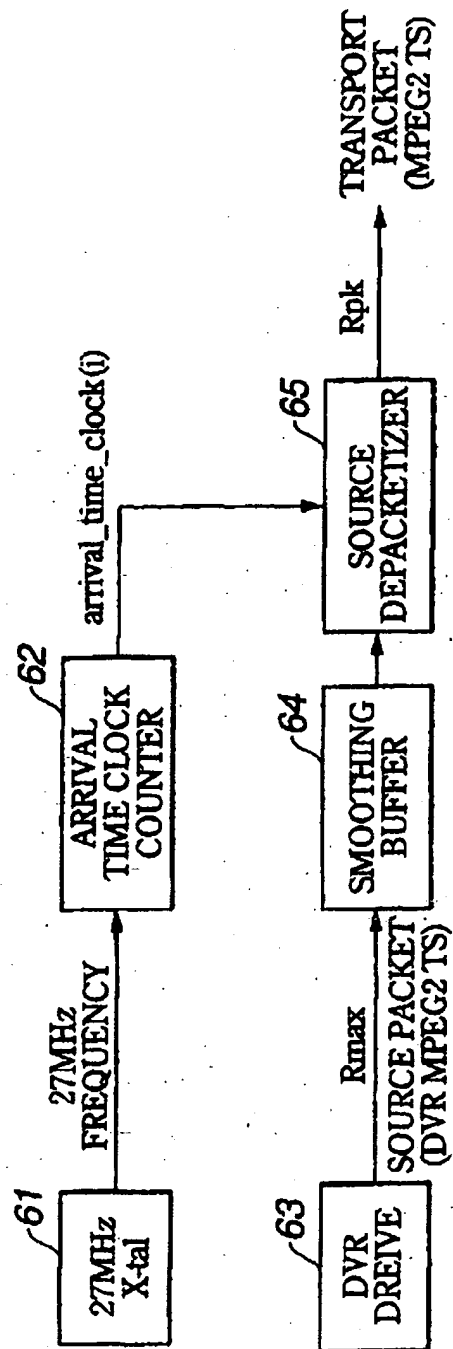 61
27MHz
X-tal
27MHz
FREQUENCY
62
ARRIVAL
TIME CLOCK
COUNTER
arrival_time_clock(i)
63
DVR
DREIVE
Rmax
SOURCE PACKET
(DVR MPEG2 TS)
64
SMOOTHING
BUFFER
65
SOURCE
DEPACKETIZER
Rpk
TRANSPORT
PACKET
(MPEG2 TS)